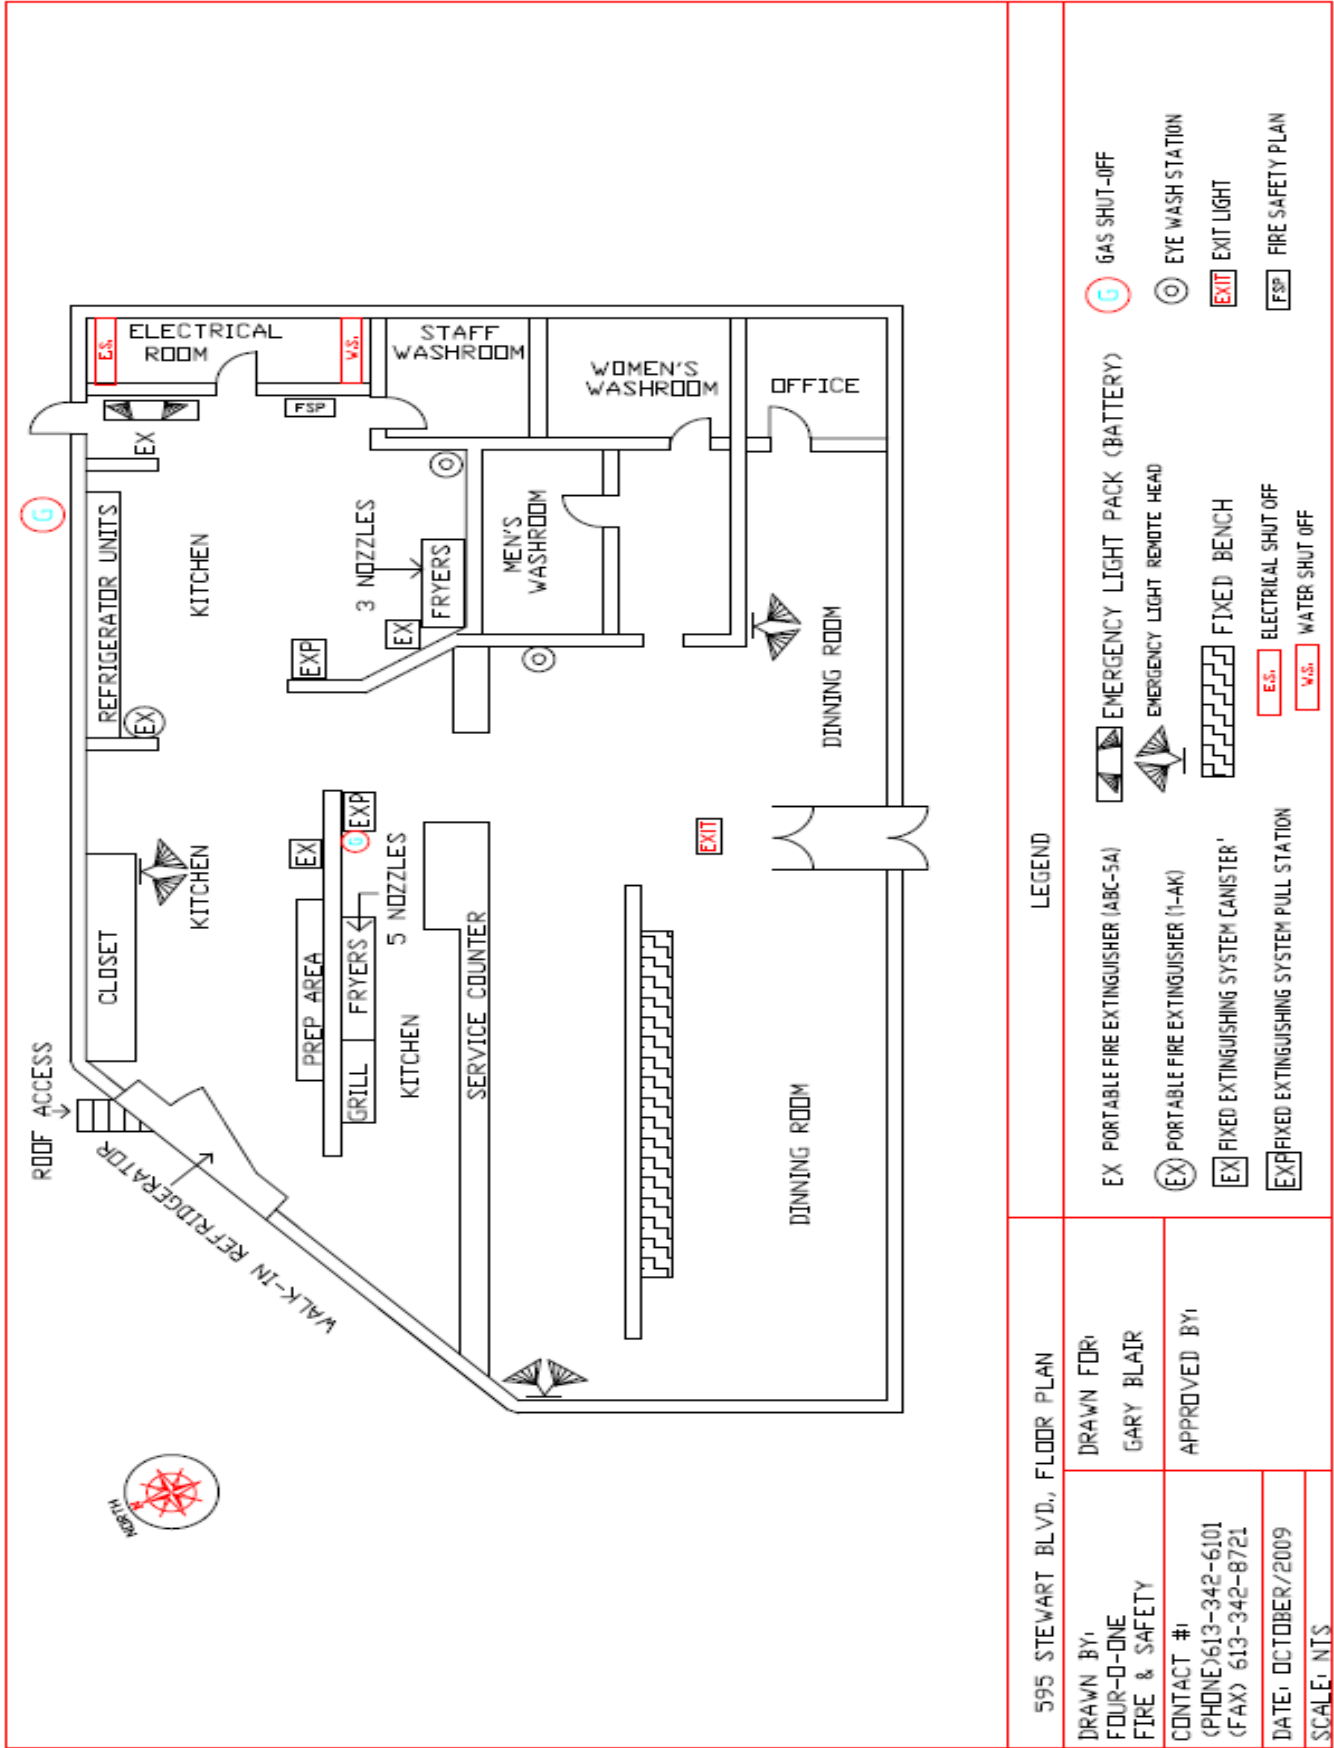 ROOF ACCESS
WALK-IN REFRIDGERATOR
NORTH
N
CLOSET
KITCHEN
EX
REFRIGERATOR UNITS
KITCHEN
G
EX
E.S.
ELECTRICAL
ROOM
W.S.
FSP
STAFF
WASHROOM
WOMEN'S
WASHROOM
OFFICE
MEN'S
WASHROOM
3 NOZZLES
FRYERS
EX
EXP
PREP AREA
EX
GRILL
FRYERS
G
EXP
5 NOZZLES
KITCHEN
SERVICE COUNTER
EXIT
DINNING ROOM
DINNING ROOM
595 STEWART BLVD., FLOOR PLAN
DRAWN BY:
FOUR-O-ONE
FIRE & SAFETY
DRAWN FOR:
GARY BLAIR
CONTACT #:
(PHONE)613-342-6101
(FAX) 613-342-8721
APPROVED BY:
DATE: OCTOBER/2009
SCALE: NTS
LEGEND
EX PORTABLE FIRE EXTINGUISHER (ABC-5A)
EX PORTABLE FIRE EXTINGUISHER (1-AK)
EX FIXED EXTINGUISHING SYSTEM CANISTER'
EXP FIXED EXTINGUISHING SYSTEM PULL STATION
EMERGENCY LIGHT PACK (BATTERY)
EMERGENCY LIGHT REMOTE HEAD
FIXED BENCH
E.S. ELECTRICAL SHUT OFF
W.S. WATER SHUT OFF
G GAS SHUT-OFF
EYE WASH STATION
EXIT EXIT LIGHT
FSP FIRE SAFETY PLAN